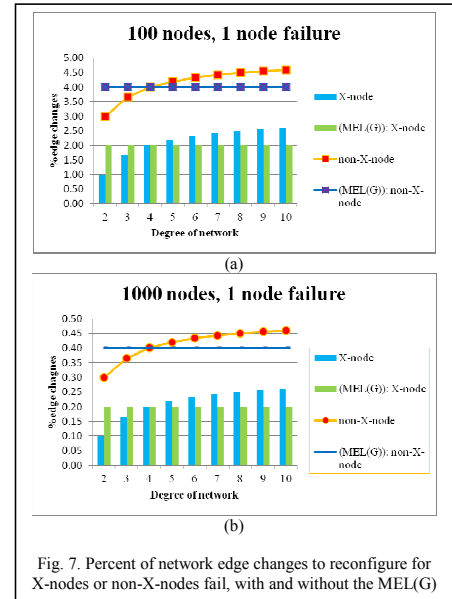 100 nodes, 1 node failure
%edge changes
5.00
4.50
4.00
3.50
3.00
2.50
2.00
1.50
1.00
0.50
0.00
2 3 4 5 6 7 8 9 10
Degree of network
X-node
(MEL(G)): X-node
non-X-node
(MEL(G)): non-X-
node
(a)
1000 nodes, 1 node failure
%edge chagnes
0.50
0.45
0.40
0.35
0.30
0.25
0.20
0.15
0.10
0.05
0.00
2 3 4 5 6 7 8 9 10
Degree of network
X-node
(MEL(G)): X-node
non-X-node
(MEL(G)): non-X-
node
(b)
Fig. 7. Percent of network edge changes to reconfigure for
X-nodes or non-X-nodes fail, with and without the MEL(G)